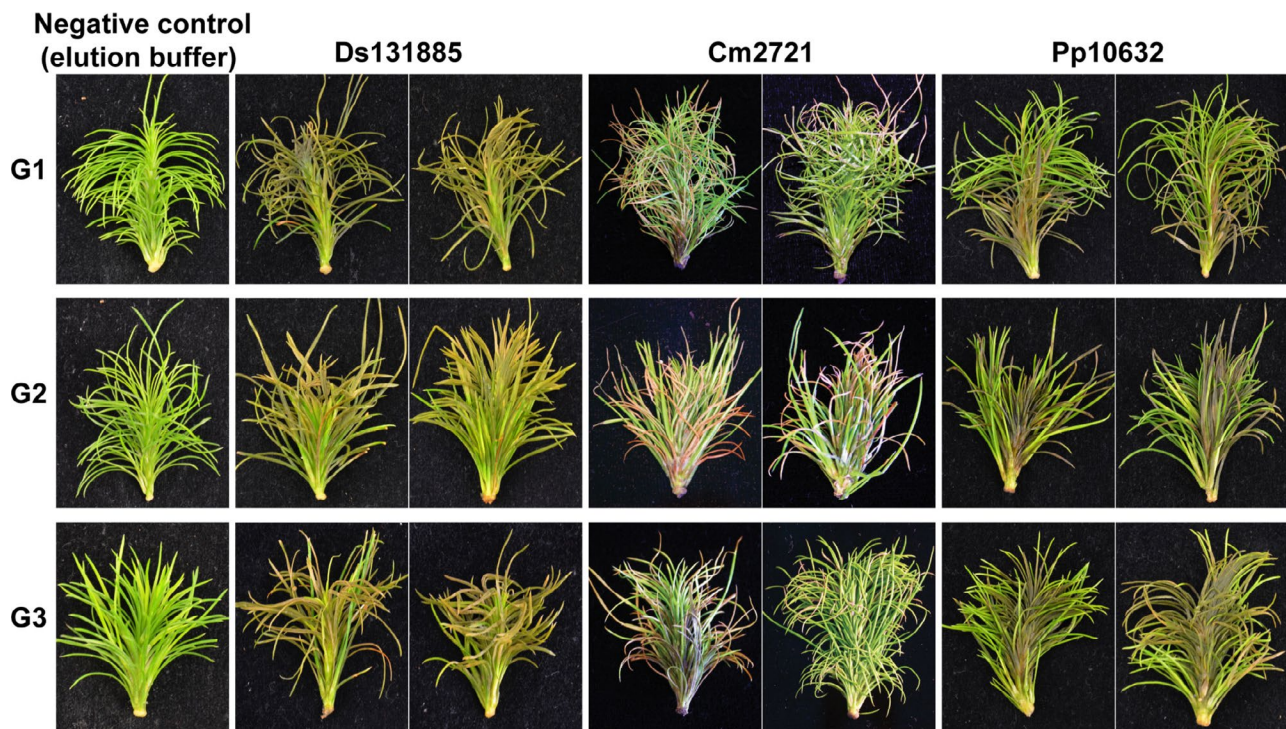 Negative control
(elution buffer)
Ds131885
Cm2721
Pp10632
G1
G2
G3